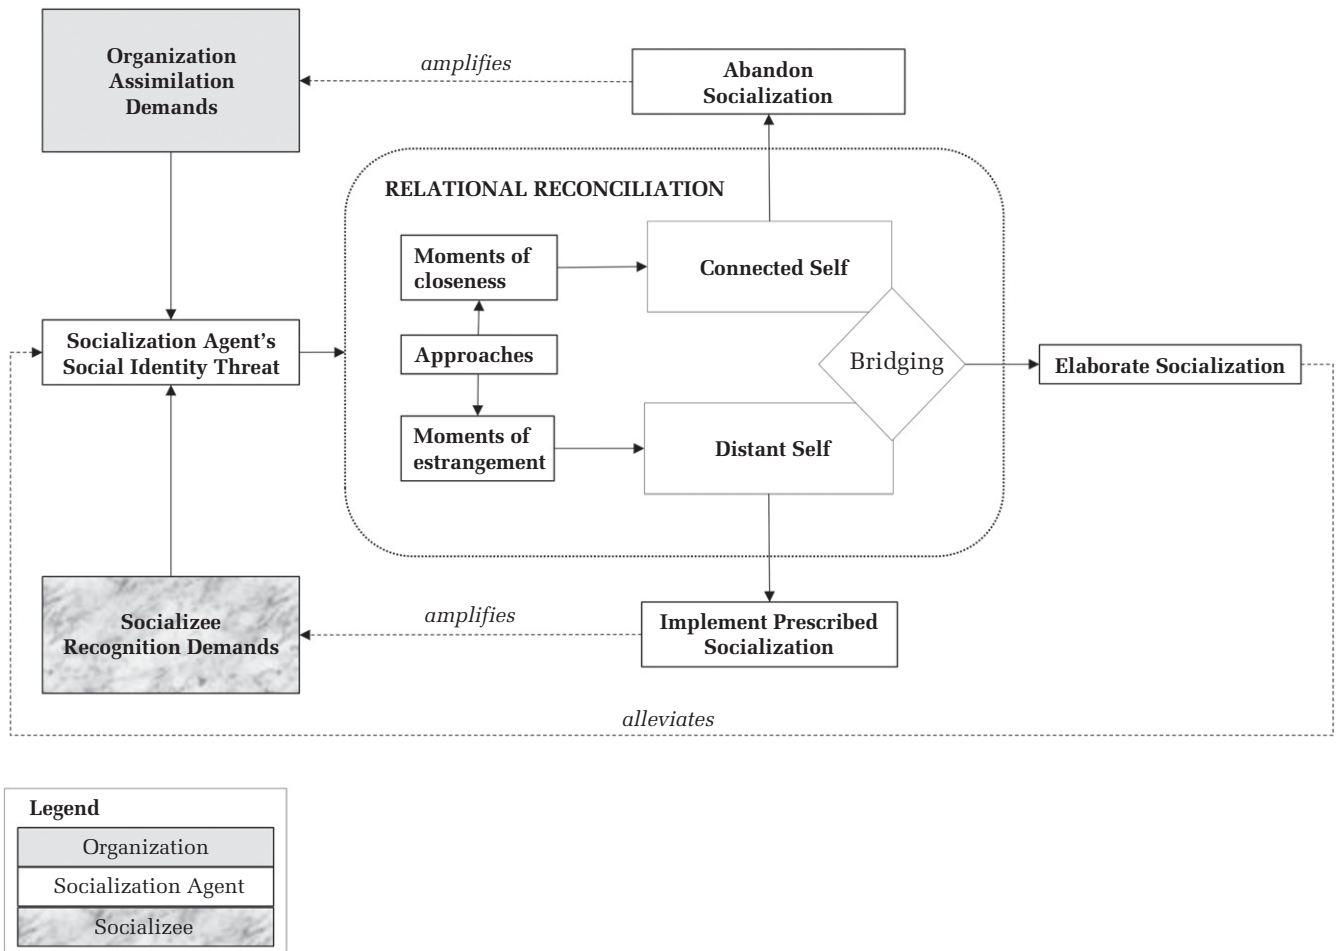 Organization
Assimilation
Demands
amplifies
Abandon
Socialization
RELATIONAL RECONCILIATION
Moments of
closeness
Connected Self
Socialization Agent's
Social Identity Threat
Approaches
Bridging
Elaborate Socialization
Moments of
estrangement
Distant Self
Socializee
Recognition Demands
amplifies
Implement Prescribed
Socialization
alleviates
Legend
Organization
Socialization Agent
Socializee